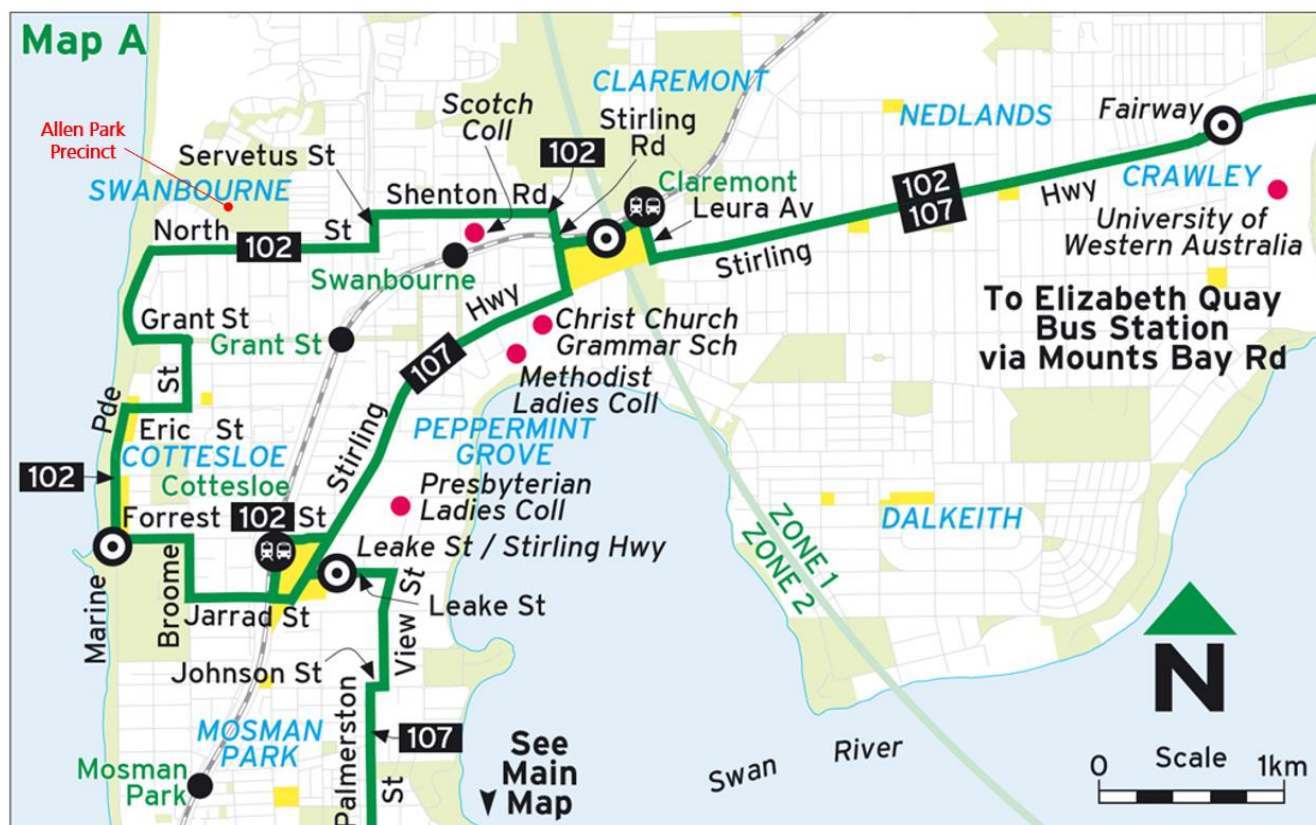 Map A
CLAREMONT
Scotch
Coll
Stirling
Rd
NEDLANDS
Fairway
Allen Park
Precinct
Servetus St
102
SWANBOURNE
Shenton Rd
Claremont
102
107
Hwy
CRAWLEY
Leura Av
North 102 St
University of
Western Australia
Swanbourne
Stirling
Hwy
To Elizabeth Quay
Bus Station
via Mounts Bay Rd
Grant St
Grant St
Christ Church
Grammar Sch
107
Methodist
Ladies Coll
St
Pde
Eric St
Stirling
PEPPERMINT
GROVE
COTTESLOE
102
Cottesloe
Presbyterian
Ladies Coll
Forrest 102 St
DALKEITH
ZONE 1
ZONE 2
Leake St / Stirling Hwy
Marine
Broome
Jarrad St
View St
Leake St
Johnson St
N
MOSMAN
PARK
Palmerston St
107
See
Main
Map
Swan River
Scale
0 1km
Mosman
Park